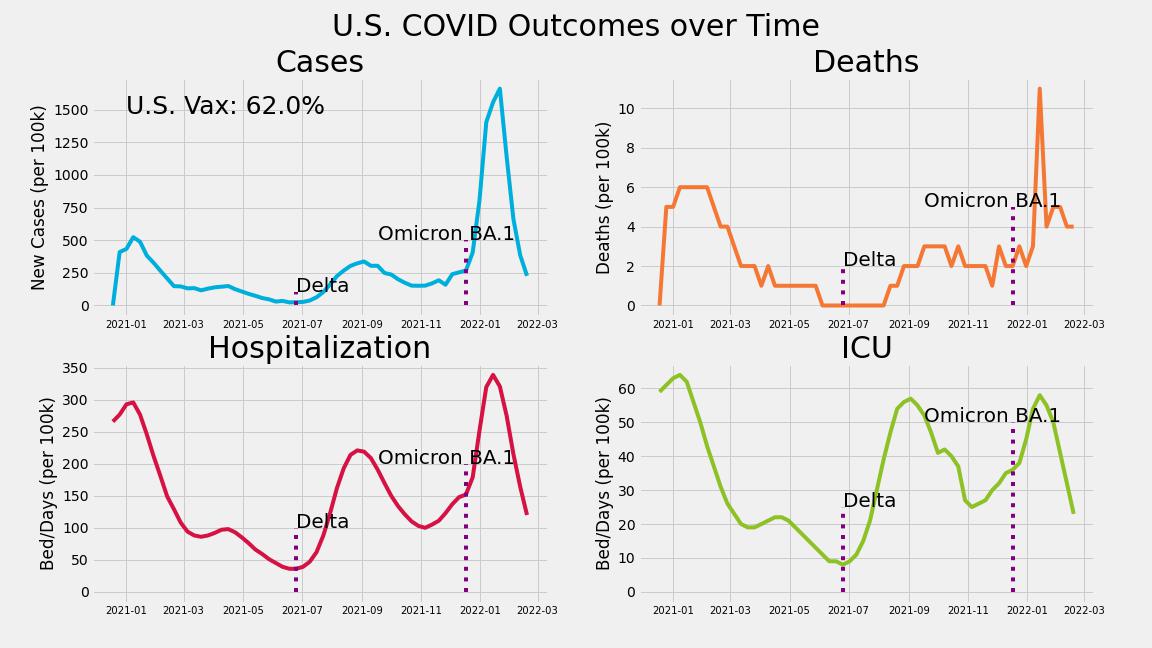 U.S. COVID Outcomes over Time
Cases
New Cases (per 100k)
1500
1250
1000
750
500
250
0
U.S. Vax: 62.0%
Omicron BA.1
Delta
2021-01 2021-03 2021-05 2021-07 2021-09 2021-11 2022-01 2022-03
Deaths
Deaths (per 100k)
10
8
6
4
2
0
Omicron BA.1
Delta
2021-01 2021-03 2021-05 2021-07 2021-09 2021-11 2022-01 2022-03
Hospitalization
Bed/Days (per 100k)
350
300
250
200
150
100
50
0
Omicron BA.1
Delta
2021-01 2021-03 2021-05 2021-07 2021-09 2021-11 2022-01 2022-03
ICU
Bed/Days (per 100k)
60
50
40
30
20
10
0
Omicron BA.1
Delta
2021-01 2021-03 2021-05 2021-07 2021-09 2021-11 2022-01 2022-03